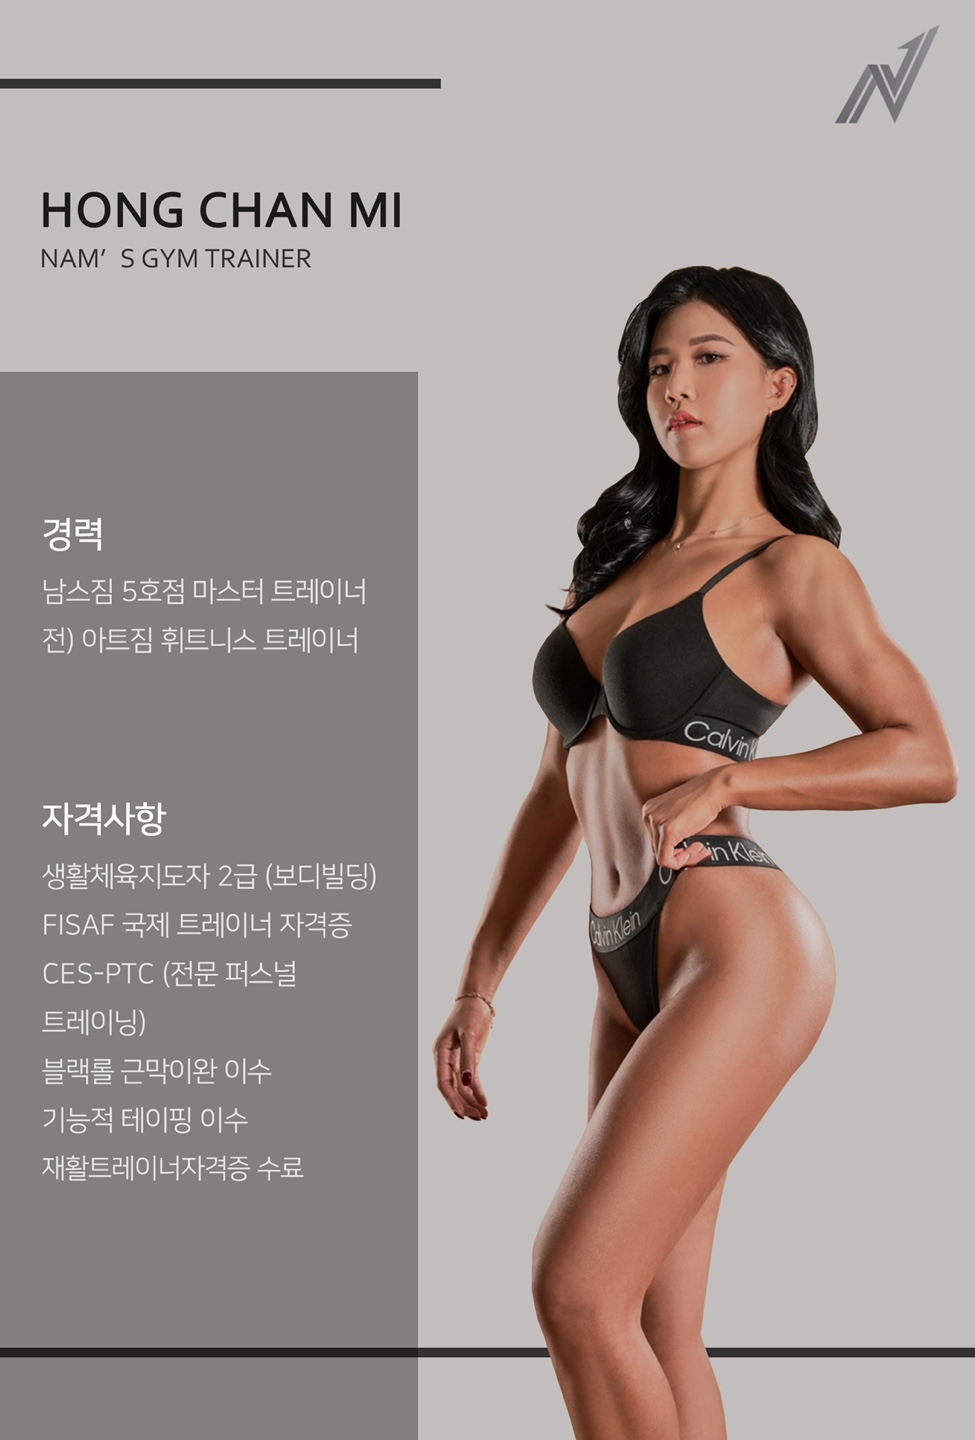 HONG CHAN MI
NAM'S GYM TRAINER
경력
남스짐 5호점 마스터 트레이너
전) 아트짐 휘트니스 트레이너
자격사항
생활체육지도자 2급 (보디빌딩)
FISAF 국제 트레이너 자격증
CES-PTC (전문 퍼스널
트레이닝)
블랙롤 근막이완 이수
기능적 테이핑 이수
재활트레이너자격증 수료
Calvin K
Calvin Klein